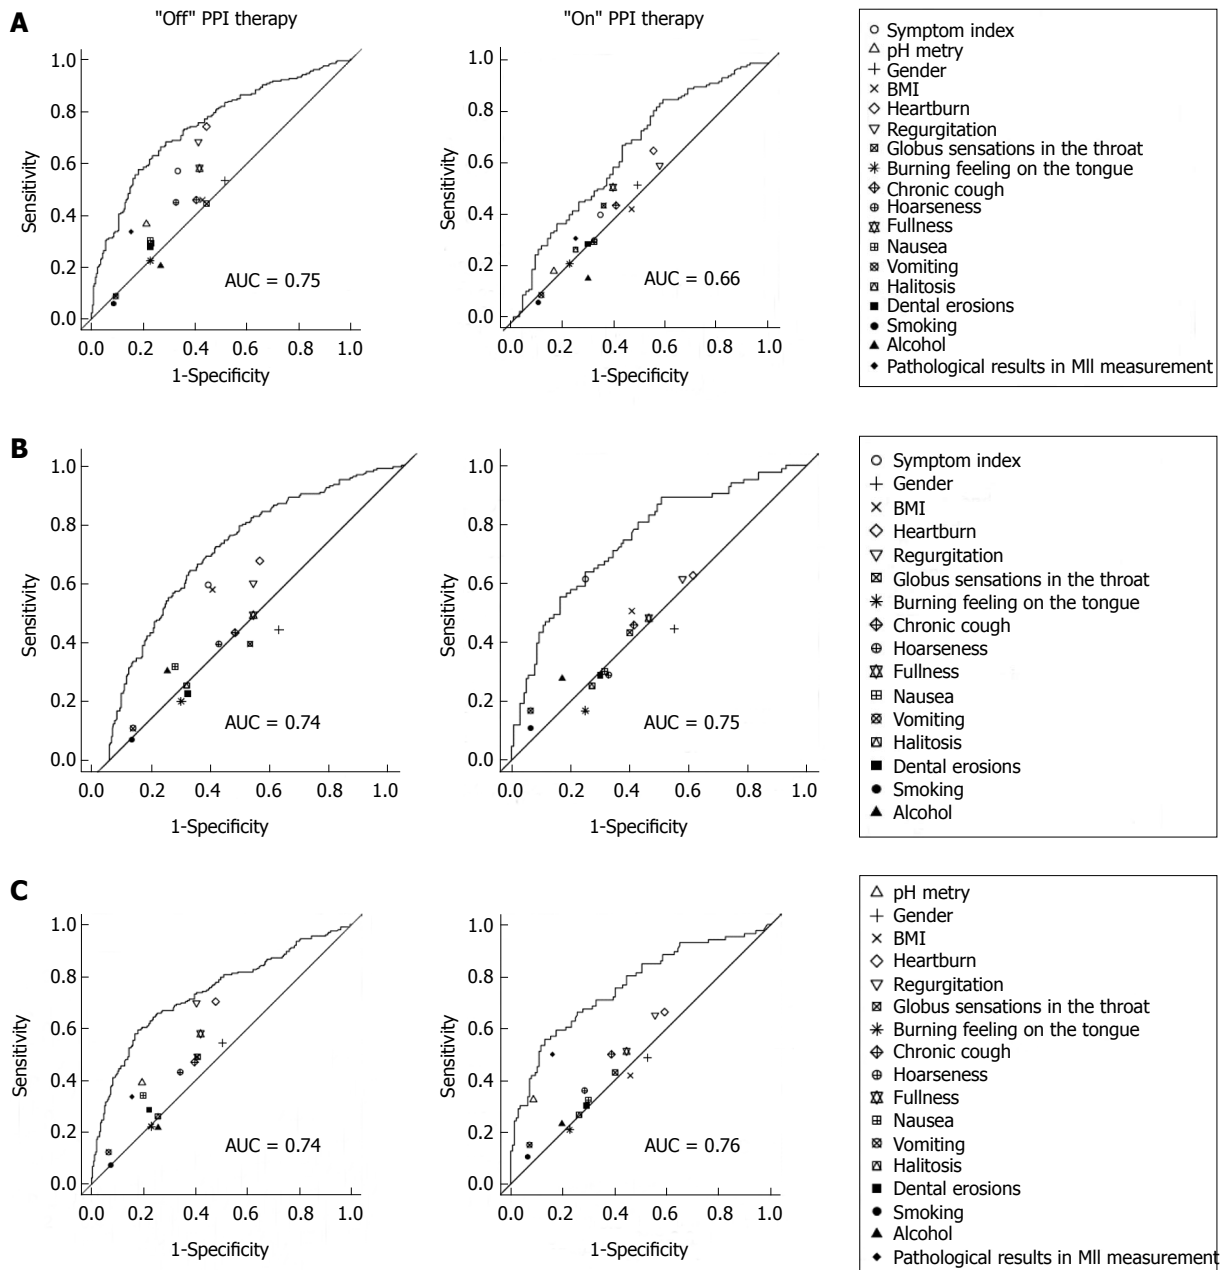 A
"Off" PPI therapy
"On" PPI therapy
1.0
0.8
0.6
0.4
0.2
0.0
Sensitivity
AUC = 0.75
0.0 0.2 0.4 0.6 0.8 1.0
1-Specificity
1.0
0.8
0.6
0.4
0.2
0.0
Sensitivity
AUC = 0.66
0.0 0.2 0.4 0.6 0.8 1.0
1-Specificity
Symptom index
pH metry
Gender
BMI
Heartburn
Regurgitation
Globus sensations in the throat
Burning feeling on the tongue
Chronic cough
Hoarseness
Fullness
Nausea
Vomiting
Halitosis
Dental erosions
Smoking
Alcohol
Pathological results in MII measurement
B
1.0
0.8
0.6
0.4
0.2
0.0
Sensitivity
AUC = 0.74
0.0 0.2 0.4 0.6 0.8 1.0
1-Specificity
1.0
0.8
0.6
0.4
0.2
0.0
Sensitivity
AUC = 0.75
0.0 0.2 0.4 0.6 0.8 1.0
1-Specificity
Symptom index
Gender
BMI
Heartburn
Regurgitation
Globus sensations in the throat
Burning feeling on the tongue
Chronic cough
Hoarseness
Fullness
Nausea
Vomiting
Halitosis
Dental erosions
Smoking
Alcohol
C
1.0
0.8
0.6
0.4
0.2
0.0
Sensitivity
AUC = 0.74
0.0 0.2 0.4 0.6 0.8 1.0
1-Specificity
1.0
0.8
0.6
0.4
0.2
0.0
Sensitivity
AUC = 0.76
0.0 0.2 0.4 0.6 0.8 1.0
1-Specificity
pH metry
Gender
BMI
Heartburn
Regurgitation
Globus sensations in the throat
Burning feeling on the tongue
Chronic cough
Hoarseness
Fullness
Nausea
Vomiting
Halitosis
Dental erosions
Smoking
Alcohol
Pathological results in MII measurement